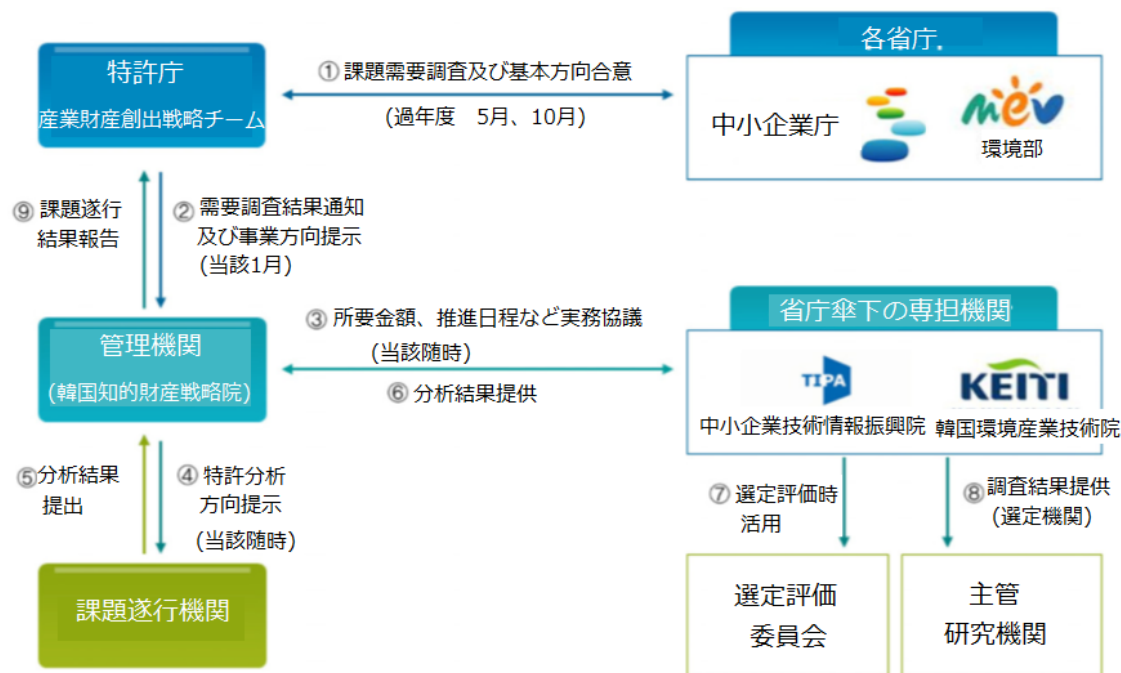 特許庁
産業財産創出戦略チーム
① 課題需要調査及び基本方向合意
(過年度　5月、10月)
各省庁.
中小企業庁
mev
環境部
⑨ 課題遂行
結果報告
② 需要調査結果通知
及び事業方向提示
(当該1月)
管理機関
(韓国知的財産戦略院)
③ 所要金額、推進日程など実務協議
(当該随時)
⑥ 分析結果提供
省庁傘下の専担機関
TIPA
中小企業技術情報振興院
KEITI
韓国環境産業技術院
⑤分析結果
提出
④ 特許分析
方向提示
(当該随時)
⑦ 選定評価時
活用
⑧ 調査結果提供
(選定機関)
課題遂行機関
選定評価
委員会
主管
研究機関